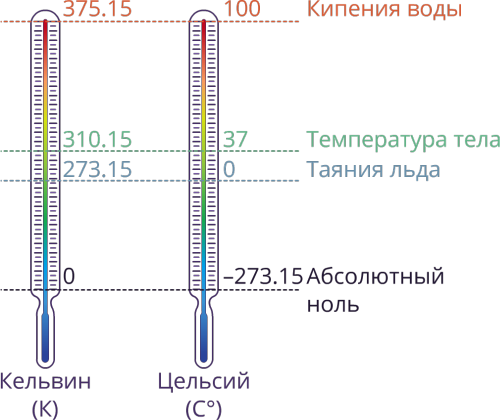 375.15 100 Кипения воды
310.15 37 Температура тела
273.15 0 Таяния льда
0 –273.15 Абсолютный
ноль
Кельвин Цельсий
(К) (С°)